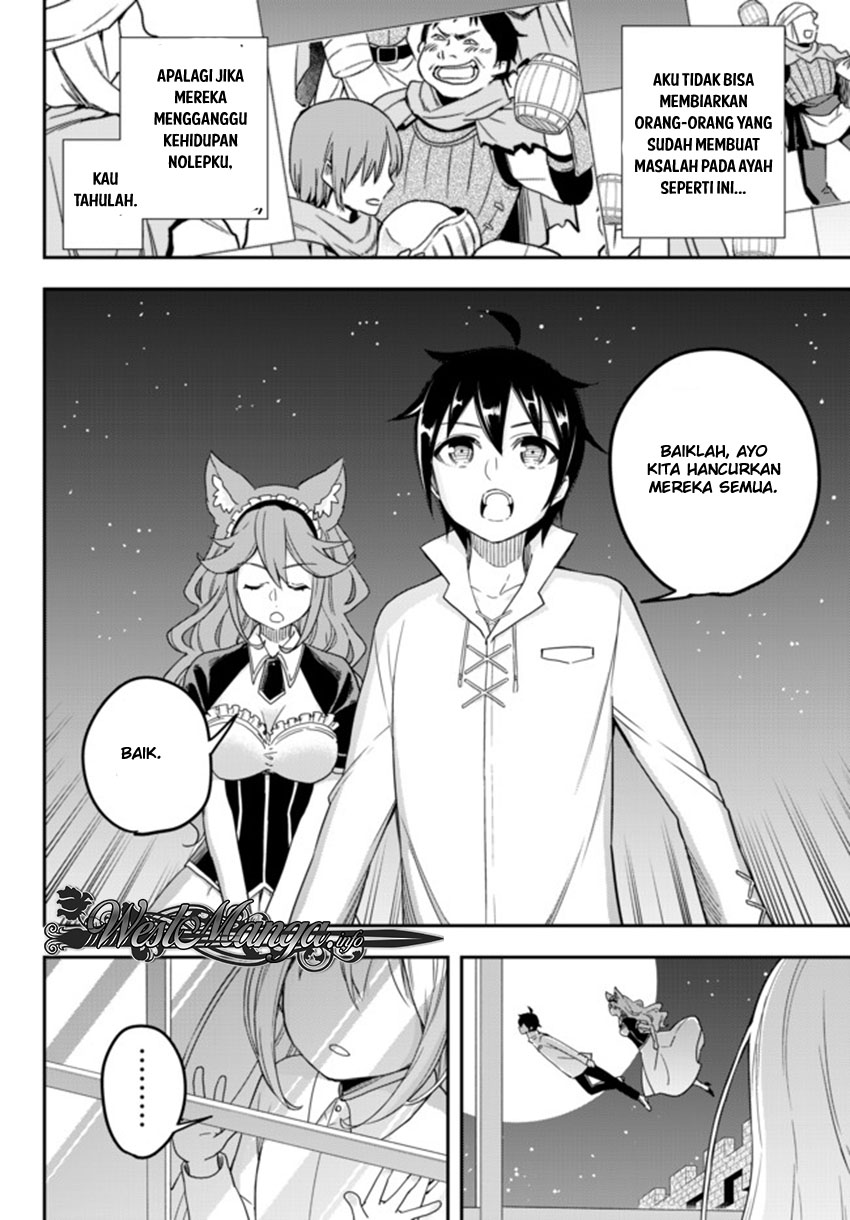 AKU TIDAK BISA
MEMBIARKAN
ORANG-ORANG YANG
SUDAH MEMBUAT
MASALAH PADA AYAH
SEPERTI INI...
APALAGI JIKA
MEREKA
MENGGANGGU
KEHIDUPAN
NOLEPKU,
KAU
TAHULAH.
BAIKLAH, AYO
KITA HANCURKAN
MEREKA SEMUA.
BAIK.
WestManga.info
........